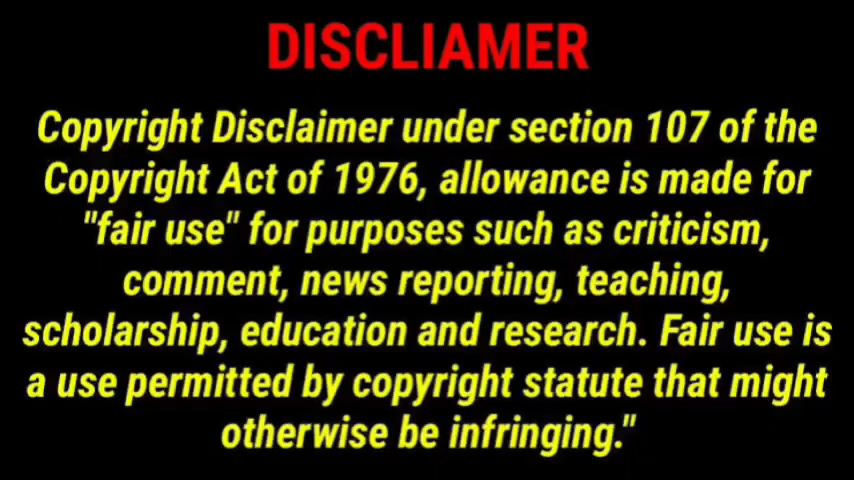 DISCLIAMER
Copyright Disclaimer under section 107 of the
Copyright Act of 1976, allowance is made for
"fair use" for purposes such as criticism,
comment, news reporting, teaching,
scholarship, education and research. Fair use is
a use permitted by copyright statute that might
otherwise be infringing."